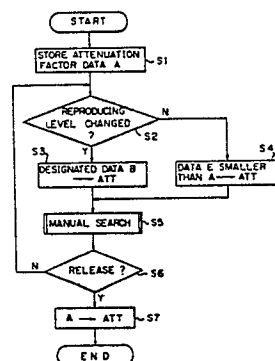 START
STORE ATTENUATION
FACTOR DATA A
S1
REPRODUCING
LEVEL CHANGED
?
S2
N
Y
S3
S4
DESIGNATED DATA B
→ ATT
DATA E SMALLER
THAN A → ATT
MANUAL SEARCH
S5
N
RELEASE ?
S6
Y
A → ATT
S7
END